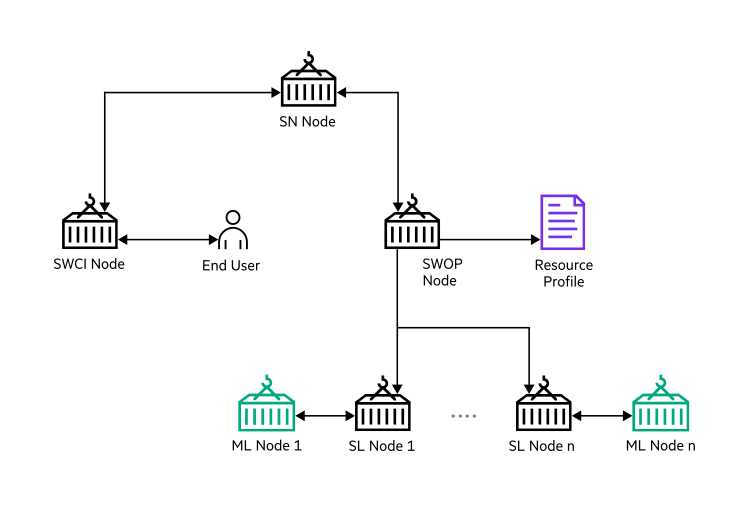 SN Node
SWCI Node
End User
SWOP
Node
Resource
Profile
ML Node 1
SL Node 1
SL Node n
ML Node n